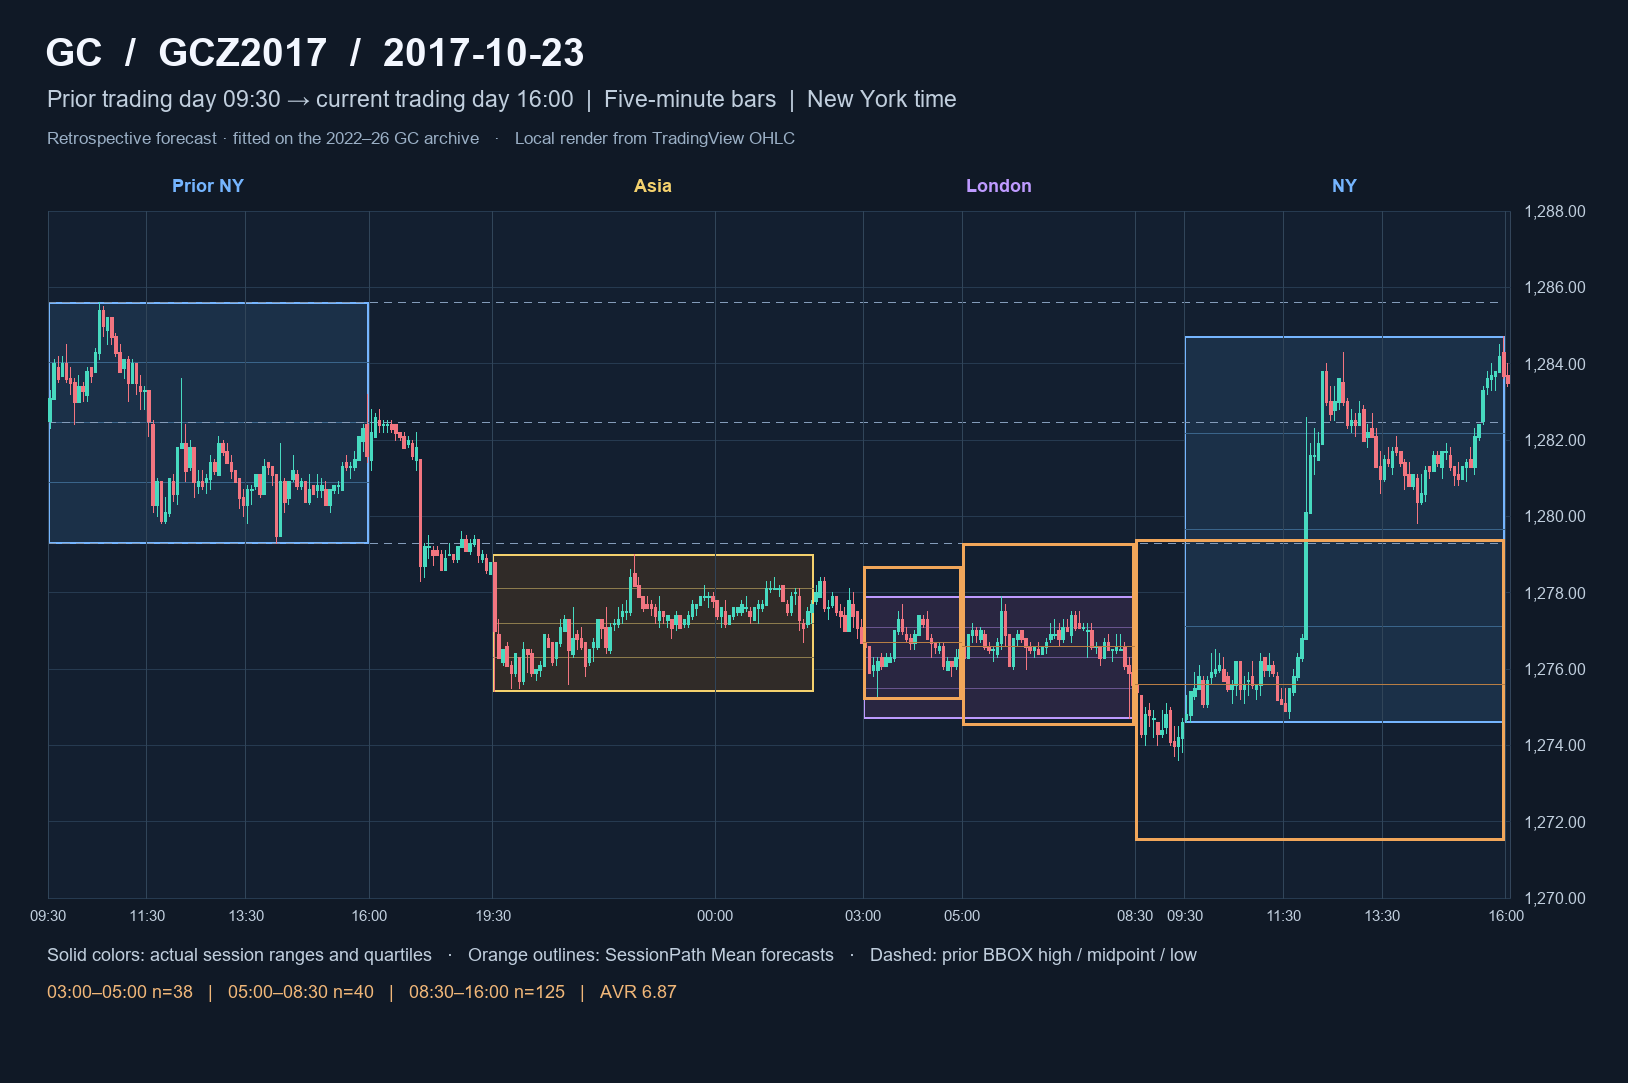 GC / GCZ2017 / 2017-10-23
Prior trading day 09:30 → current trading day 16:00 | Five-minute bars | New York time
Retrospective forecast · fitted on the 2022–26 GC archive · Local render from TradingView OHLC
Prior NY Asia London NY
1,288.00
1,286.00
1,284.00
1,282.00
1,280.00
1,278.00
1,276.00
1,274.00
1,272.00
1,270.00
09:30 11:30 13:30 16:00 19:30 00:00 03:00 05:00 08:30 09:30 11:30 13:30 16:00
Solid colors: actual session ranges and quartiles · Orange outlines: SessionPath Mean forecasts · Dashed: prior BBOX high / midpoint / low
03:00–05:00 n=38 | 05:00–08:30 n=40 | 08:30–16:00 n=125 | AVR 6.87